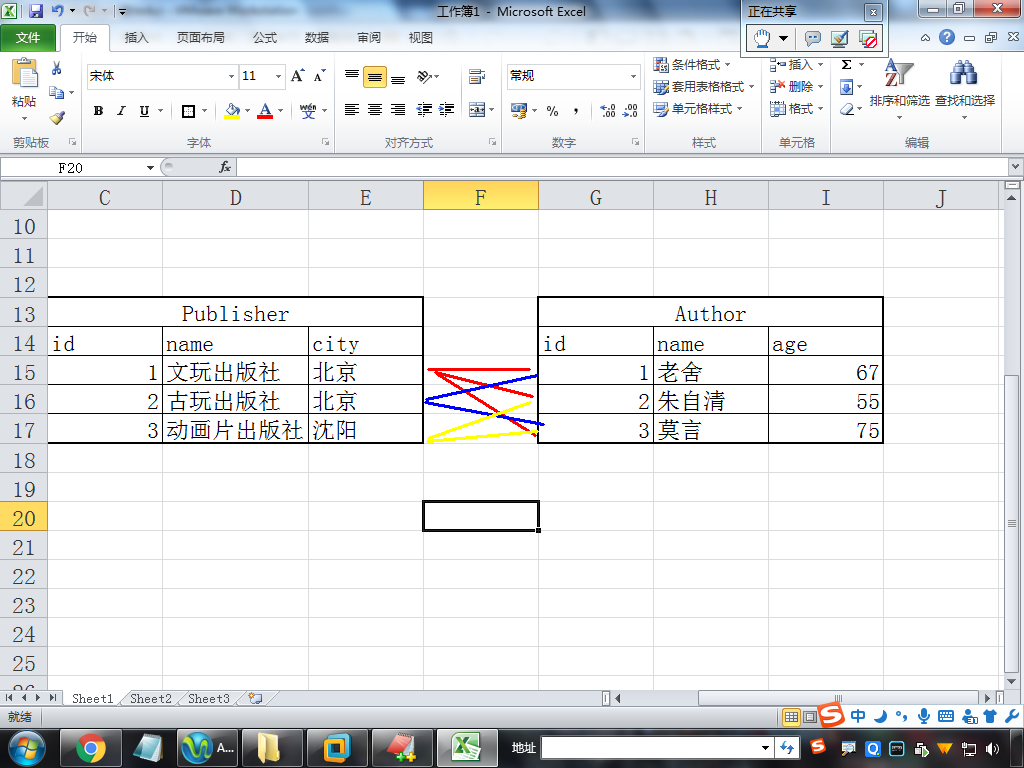 工作簿1 - Microsoft Excel
正在共享
文件 开始 插入 页面布局 公式 数据 审阅 视图
粘贴
宋体 11
B I U A wén 文
常规
% ,
条件格式
套用表格格式
单元格样式
插入
删除
格式
Σ
排序和筛选 查找和选择
剪贴板 字体 对齐方式 数字 样式 单元格 编辑
F20 fx
C D E F G H I J
10
11
12
13 Publisher Author
14 id name city id name age
15 1 文玩出版社 北京 1 老舍 67
16 2 古玩出版社 北京 2 朱自清 55
17 3 动画片出版社 沈阳 3 莫言 75
18
19
20
21
22
23
24
25
26
Sheet1 Sheet2 Sheet3
就绪
中
A...
地址